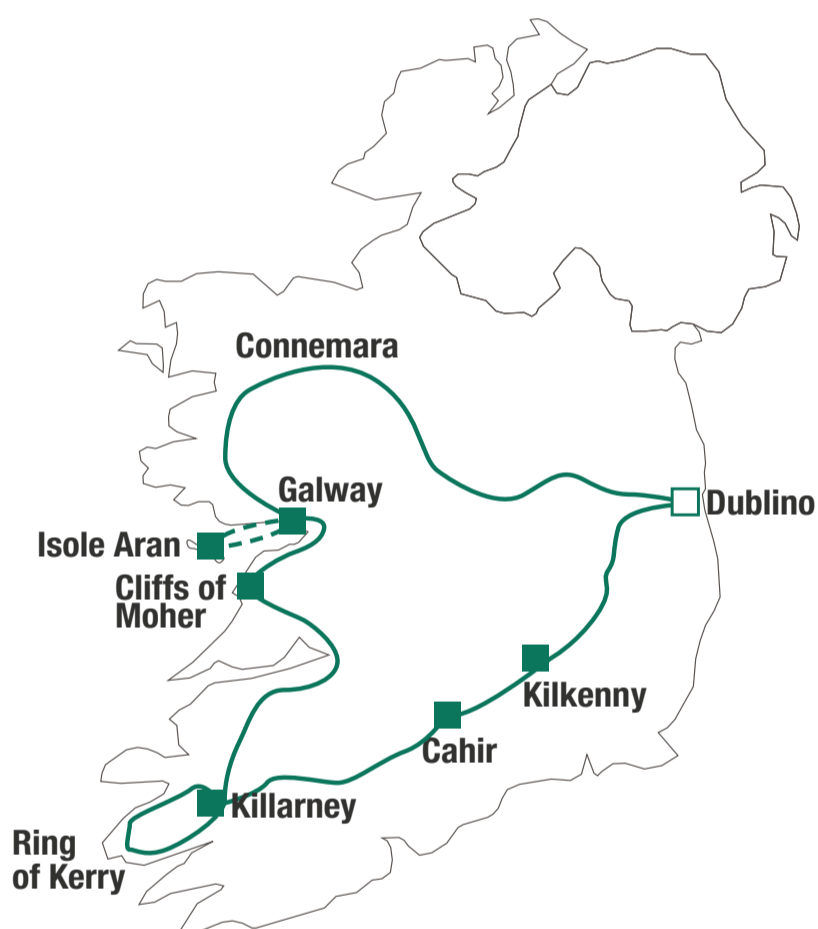 Connemara
Galway
Dublino
Isole Aran
Cliffs of
Moher
Kilkenny
Cahir
Killarney
Ring
of Kerry